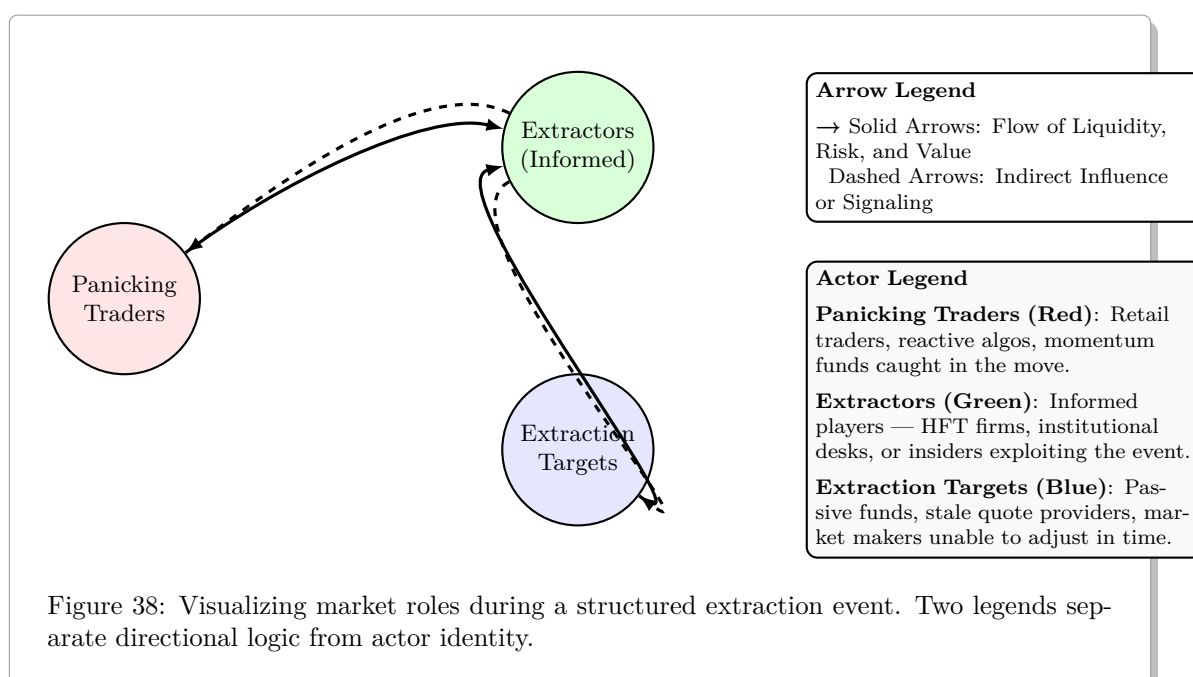 Extractors
(Informed)
Panicking
Traders
Extraction
Targets
Arrow Legend
→ Solid Arrows: Flow of Liquidity,
Risk, and Value
Dashed Arrows: Indirect Influence
or Signaling
Actor Legend
Panicking Traders (Red): Retail
traders, reactive algos, momentum
funds caught in the move.
Extractors (Green): Informed
players — HFT firms, institutional
desks, or insiders exploiting the event.
Extraction Targets (Blue): Pas-
sive funds, stale quote providers, mar-
ket makers unable to adjust in time.
Figure 38: Visualizing market roles during a structured extraction event. Two legends sep-
arate directional logic from actor identity.